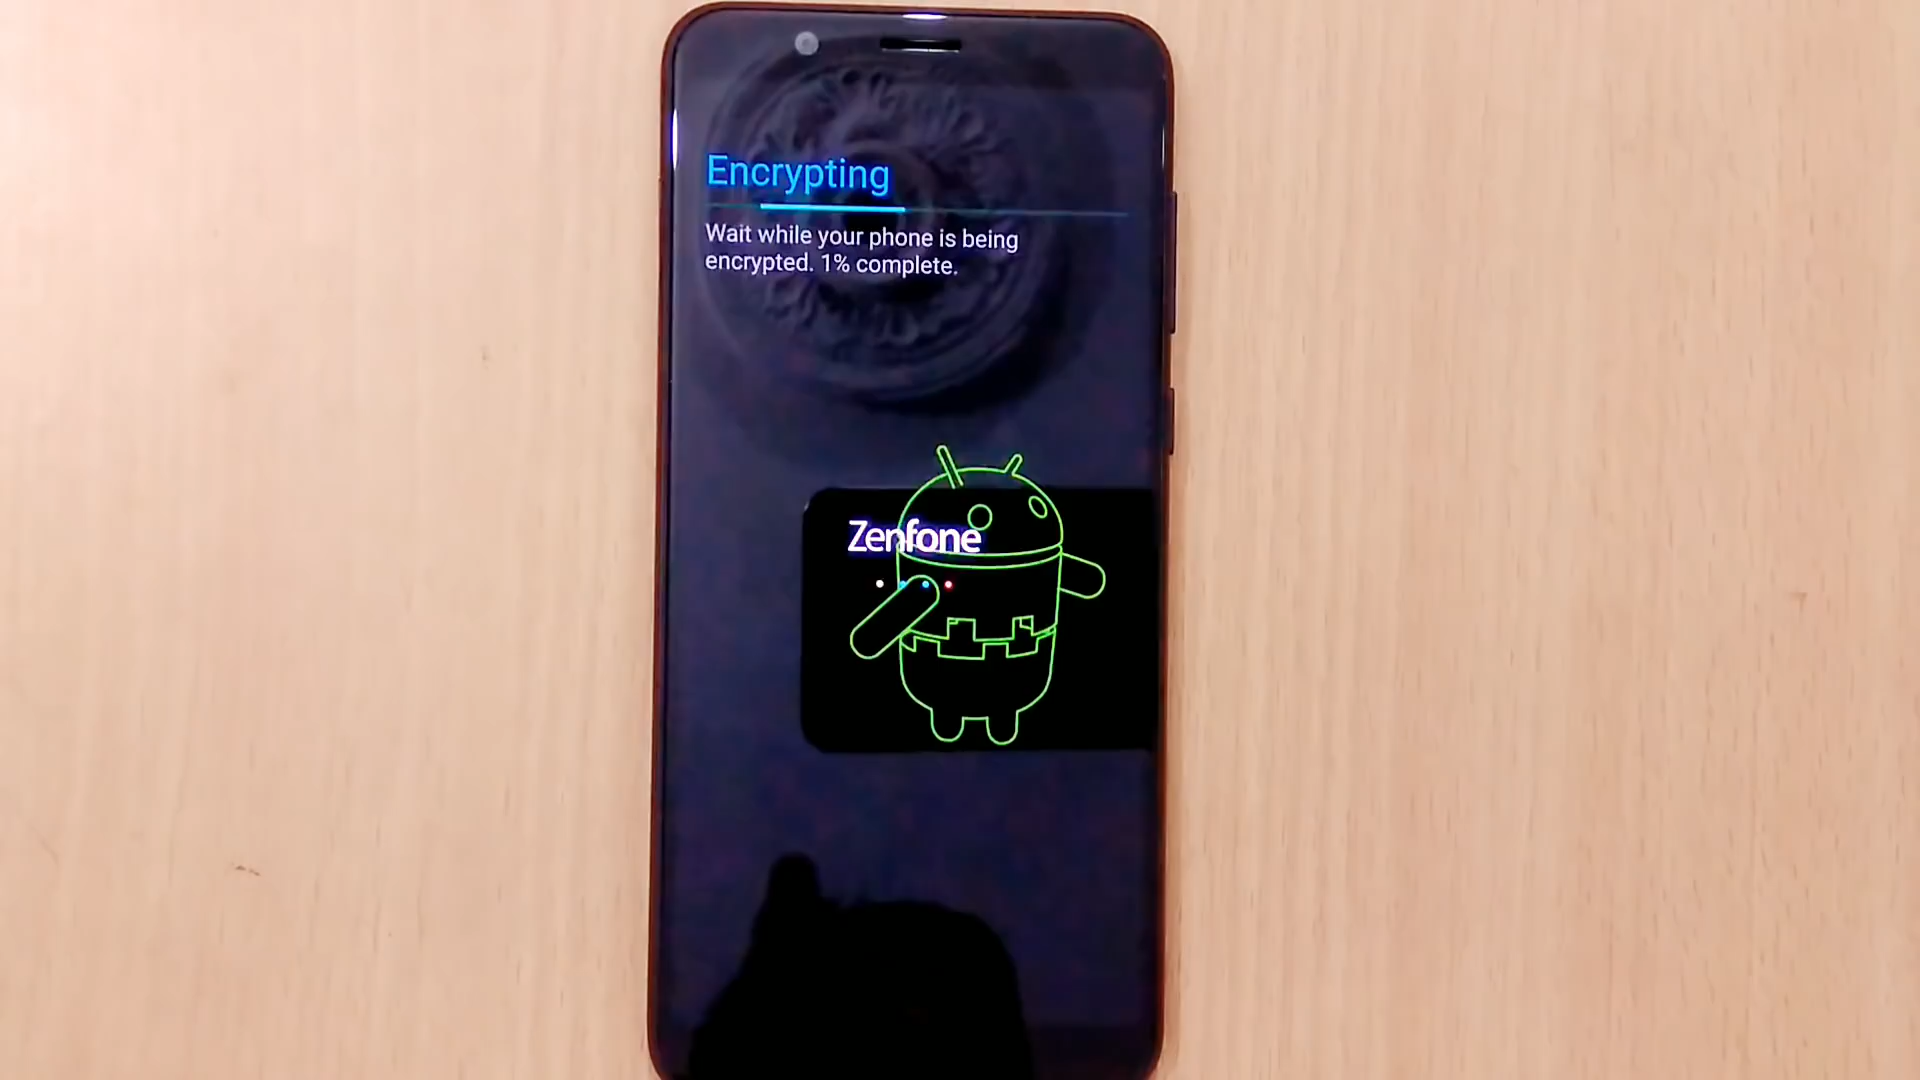 Encrypting
Wait while your phone is being
encrypted. 1% complete.
Zenfone